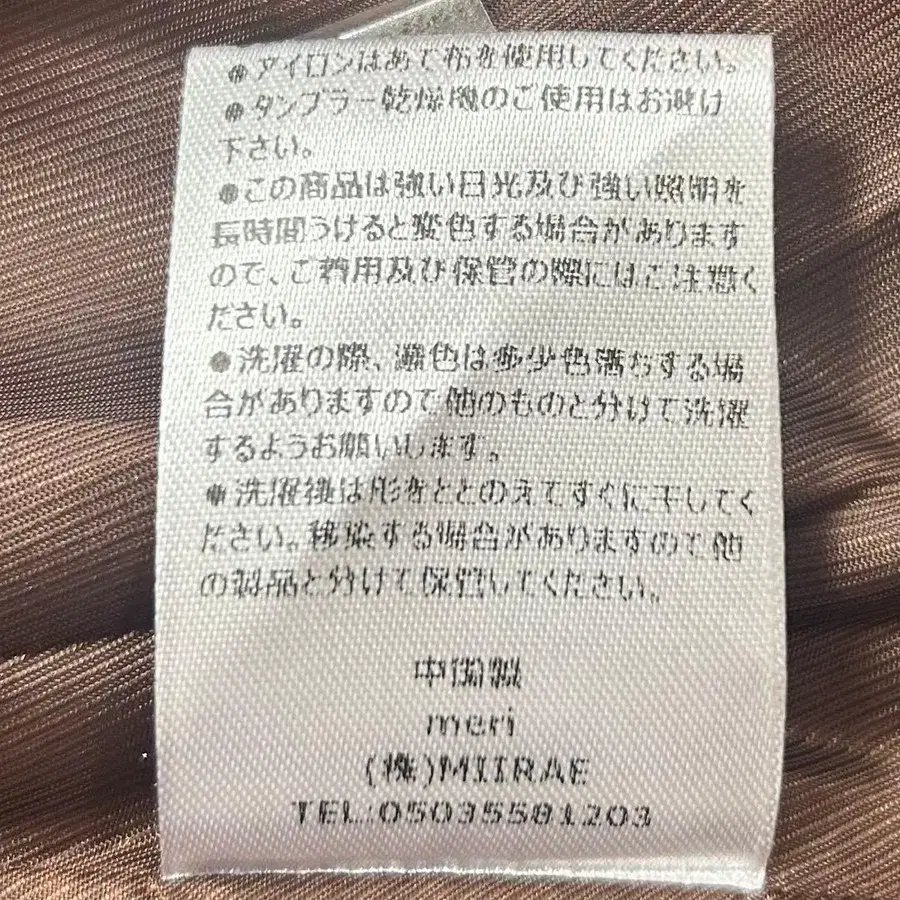 ●アイロンはあて布を使用してください。
●タンブラー乾燥機のご使用はお避け
下さい。
●この商品は強い日光及び強い照明を
長時間うけると変色する場合があります
ので、ご着用及び保管の際にはご注意く
ださい。
●洗濯の際、濃色は多少色落ちする場
合がありますので他のものと分けて洗濯
するようお願いします。
●洗濯後は形をととのえてすぐに干してく
ださい。移染する場合がありますので他
の製品と分けて保管してください。
中国製
meri
(株)MIIRAE
TEL:05035581203